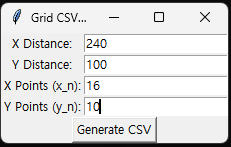 Grid CSV...
X Distance: 240
Y Distance: 100
X Points (x_n): 16
Y Points (y_n): 10
Generate CSV